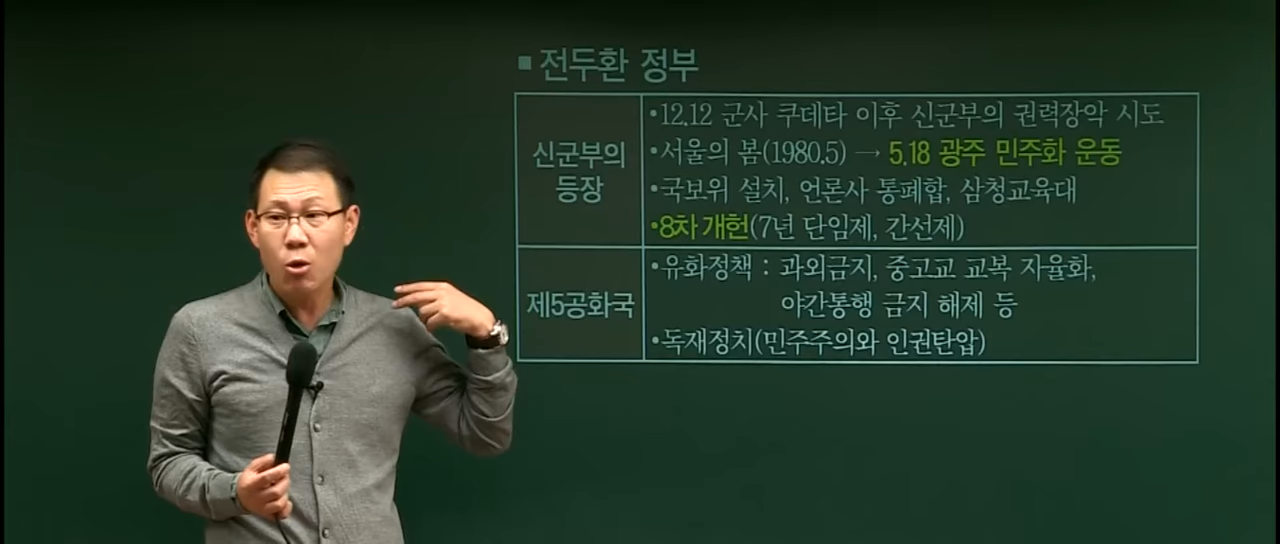 ▪ 전두환 정부
신군부의
등장
•12.12 군사 쿠데타 이후 신군부의 권력장악 시도
•서울의 봄(1980.5) → 5.18 광주 민주화 운동
•국보위 설치, 언론사 통폐합, 삼청교육대
•8차 개헌(7년 단임제, 간선제)
제5공화국
•유화정책 : 과외금지, 중고교 교복 자율화,
야간통행 금지 해제 등
•독재정치(민주주의와 인권탄압)